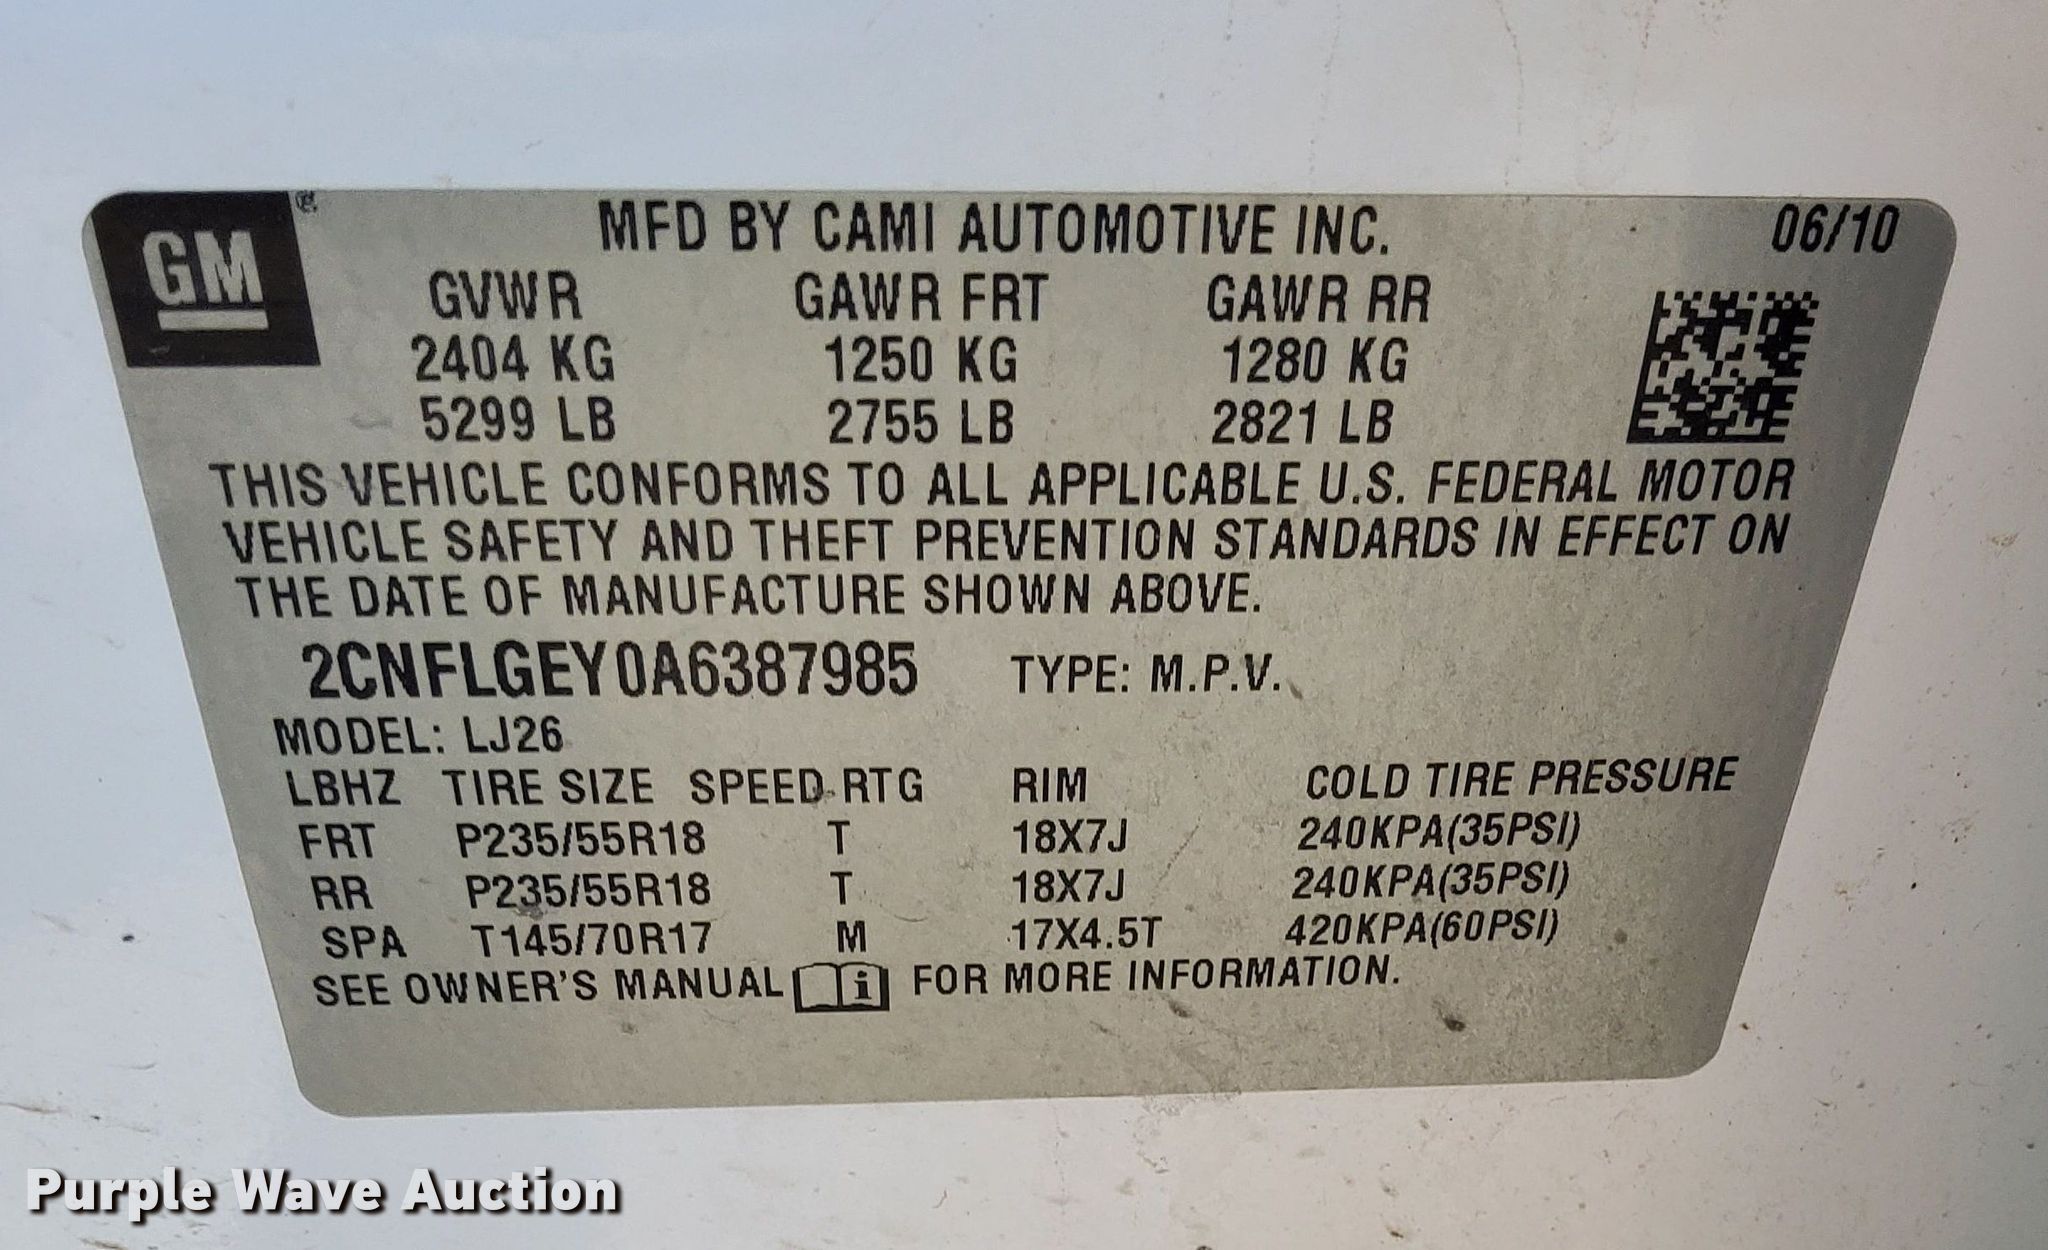 GM ®
MFD BY CAMI AUTOMOTIVE INC. 06/10
GVWR GAWR FRT GAWR RR
2404 KG 1250 KG 1280 KG
5299 LB 2755 LB 2821 LB
THIS VEHICLE CONFORMS TO ALL APPLICABLE U.S. FEDERAL MOTOR
VEHICLE SAFETY AND THEFT PREVENTION STANDARDS IN EFFECT ON
THE DATE OF MANUFACTURE SHOWN ABOVE.
2CNFLGEY0A6387985 TYPE: M.P.V.
MODEL: LJ26
LBHZ TIRE SIZE SPEED RTG RIM COLD TIRE PRESSURE
FRT P235/55R18 T 18X7J 240KPA(35PSI)
RR P235/55R18 T 18X7J 240KPA(35PSI)
SPA T145/70R17 M 17X4.5T 420KPA(60PSI)
SEE OWNER'S MANUAL i FOR MORE INFORMATION.
Purple Wave Auction